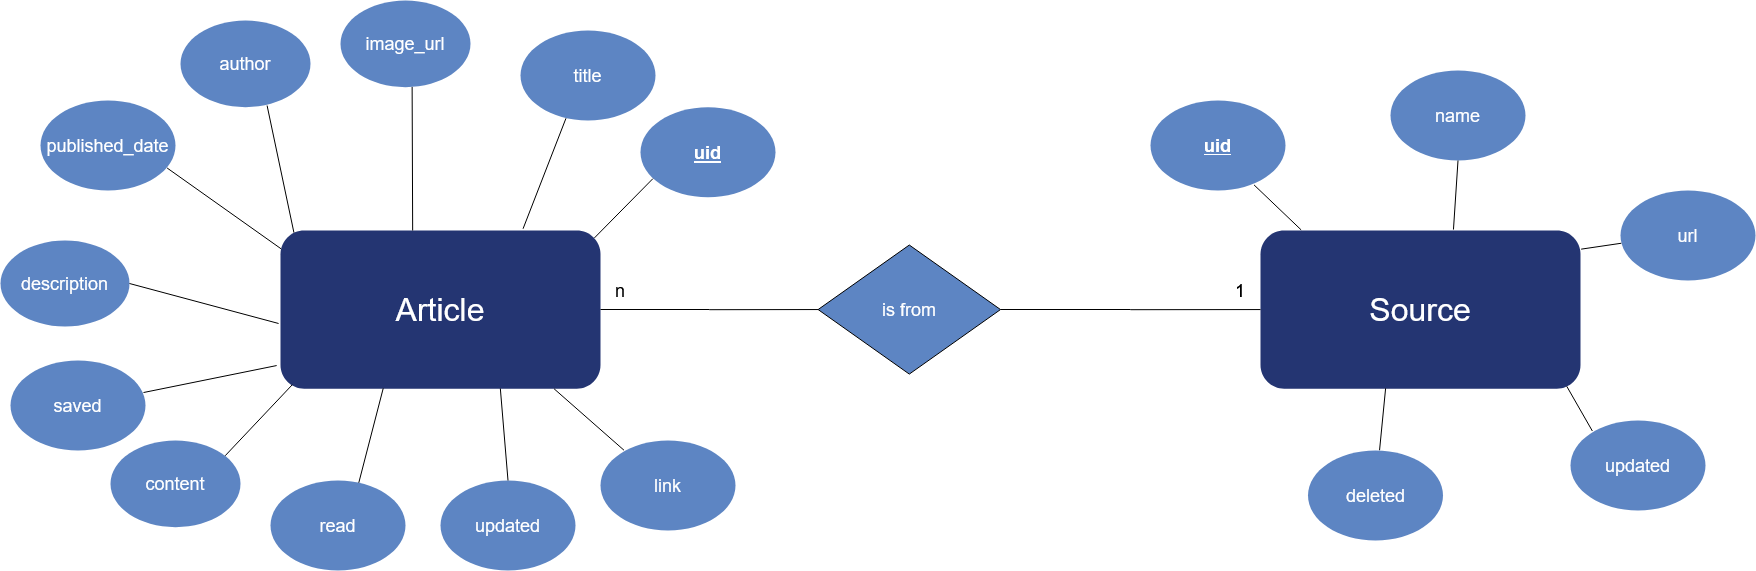 image_url
author
title
name
published_date
uid
uid
url
description
n
1
Article
is from
Source
saved
updated
content
link
deleted
read
updated